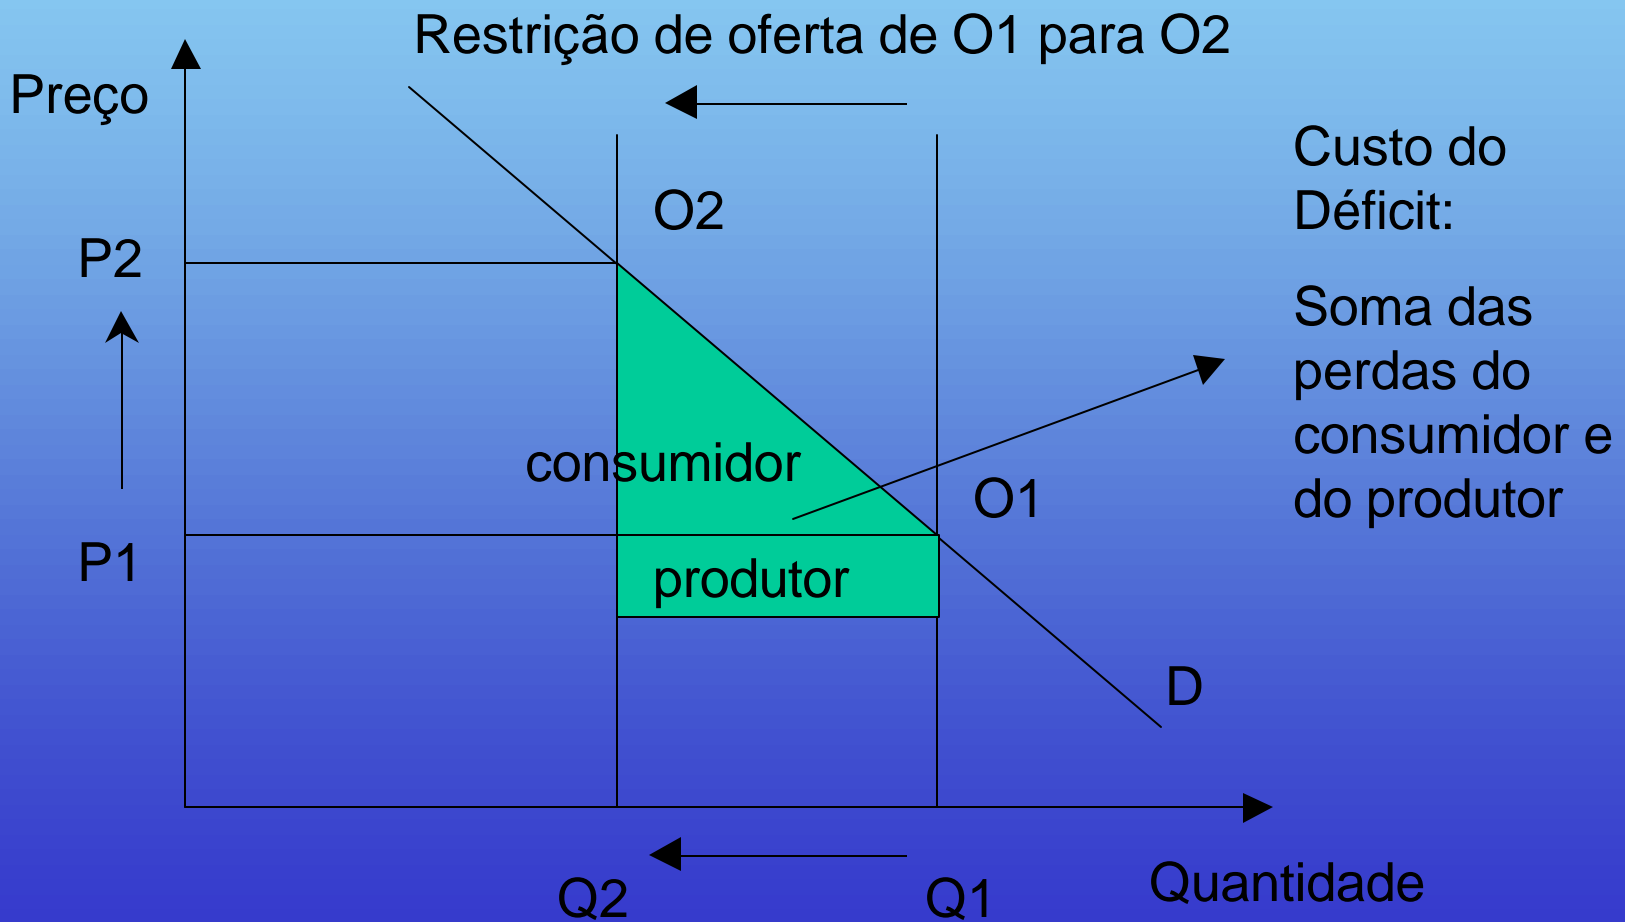 Restrição de oferta de O1 para O2
Preço
Custo do
Déficit:
O2
P2
Soma das
perdas do
consumidor e
do produtor
consumidor
O1
P1
produtor
D
Quantidade
Q2
Q1